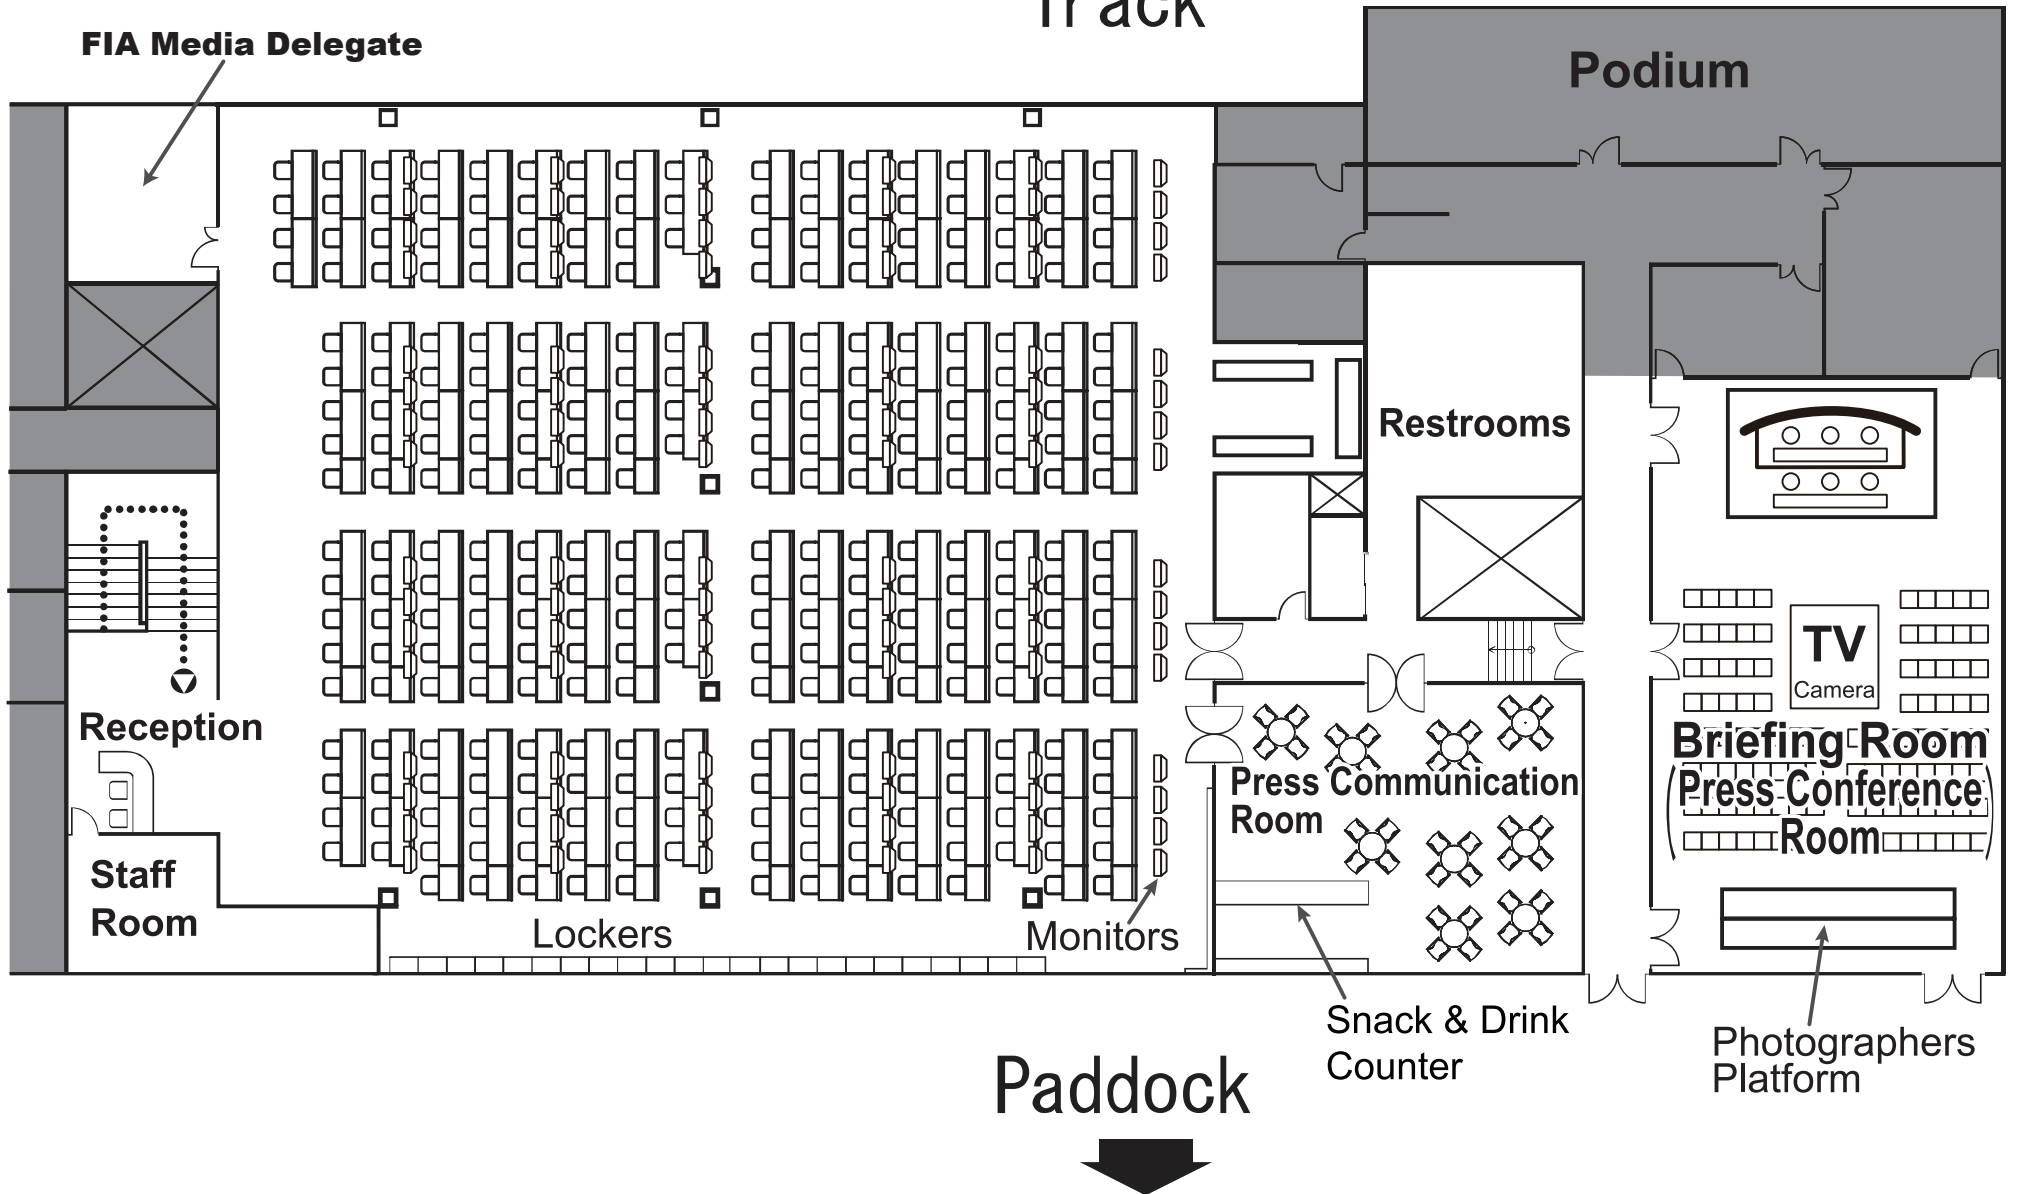 Track
FIA Media Delegate
Podium
Restrooms
TV
Camera
Reception
Briefing Room
(Press Conference
Room)
Press Communication
Room
Staff
Room
Lockers
Monitors
Snack & Drink
Counter
Photographers
Platform
Paddock